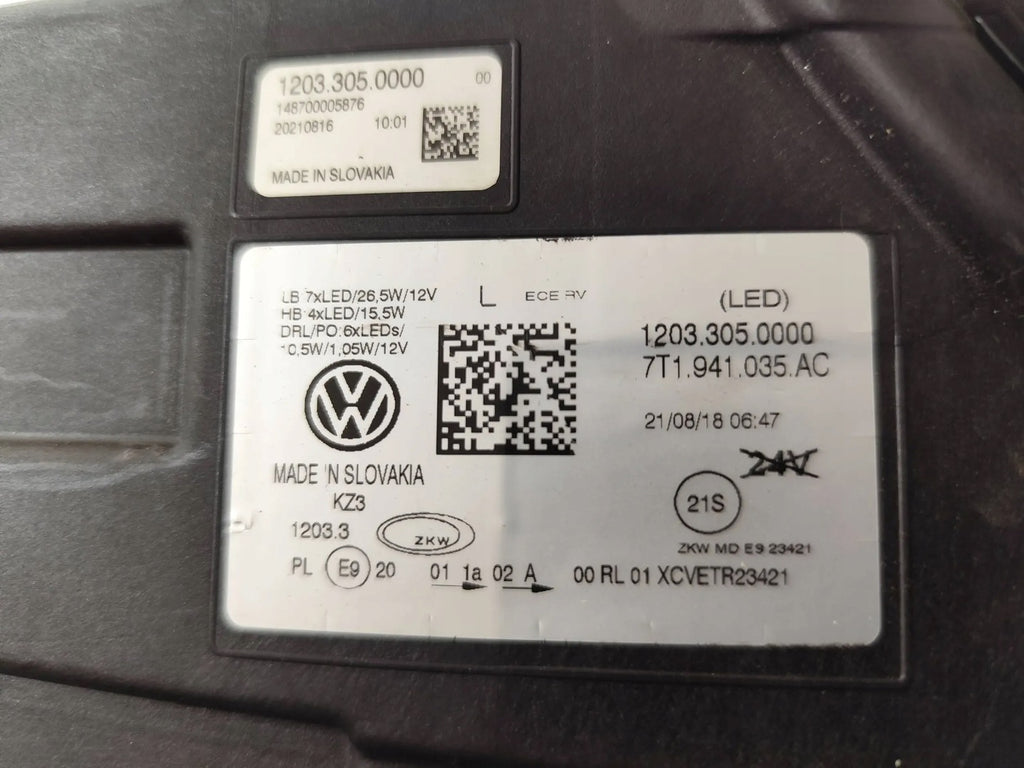 1203.305.0000 00
148700005876
20210816 10:01
MADE IN SLOVAKIA
LB 7xLED/26,5W/12V
HB 4xLED/15,5W
DRL/PO:6xLEDs/
10,5W/1,05W/12V
L ECE RV
(LED)
1203.305.0000
7T1.941.035.AC
21/08/18 06:47
24V
21S
ZKW MD E9 23421
VW
MADE IN SLOVAKIA
KZ3
1203.3 ZKW
PL E9 20 01 1a 02 A 00 RL 01 XCVETR23421